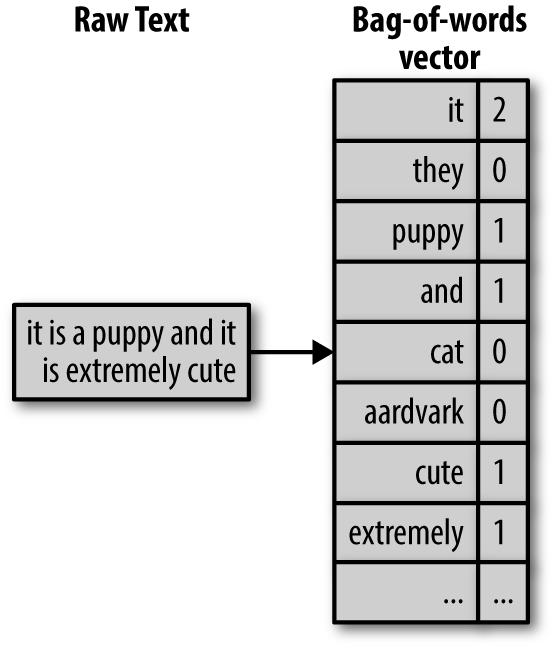 Raw Text
Bag-of-words
vector
it is a puppy and it
is extremely cute
it 2
they 0
puppy 1
and 1
cat 0
aardvark 0
cute 1
extremely 1
... ...